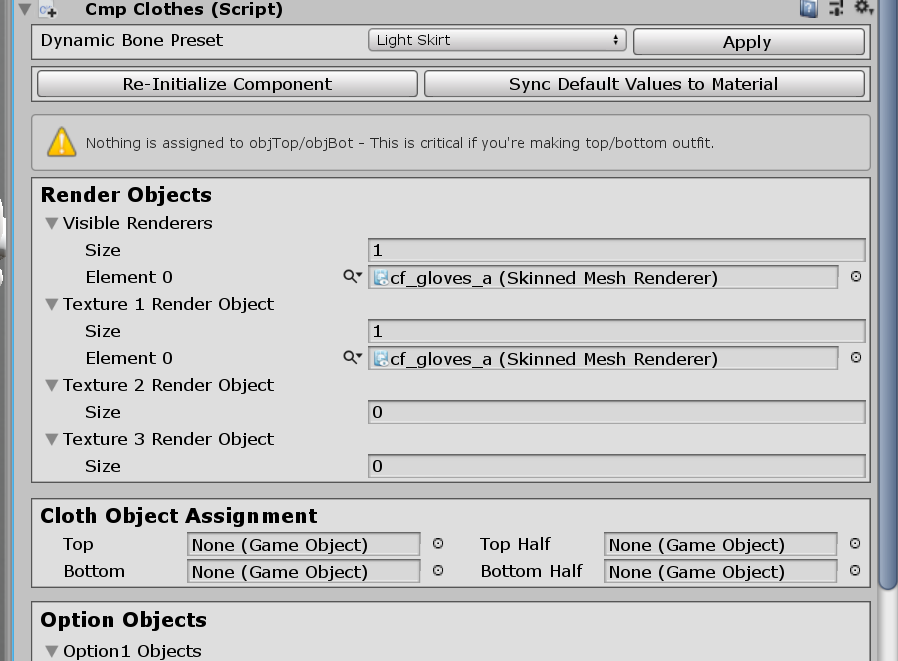 Cmp Clothes (Script)
Dynamic Bone Preset Light Skirt Apply
Re-Initialize Component Sync Default Values to Material
Nothing is assigned to objTop/objBot - This is critical if you're making top/bottom outfit.
Render Objects
Visible Renderers
Size 1
Element 0 cf_gloves_a (Skinned Mesh Renderer)
Texture 1 Render Object
Size 1
Element 0 cf_gloves_a (Skinned Mesh Renderer)
Texture 2 Render Object
Size 0
Texture 3 Render Object
Size 0
Cloth Object Assignment
Top None (Game Object) Top Half None (Game Object)
Bottom None (Game Object) Bottom Half None (Game Object)
Option Objects
Option1 Objects